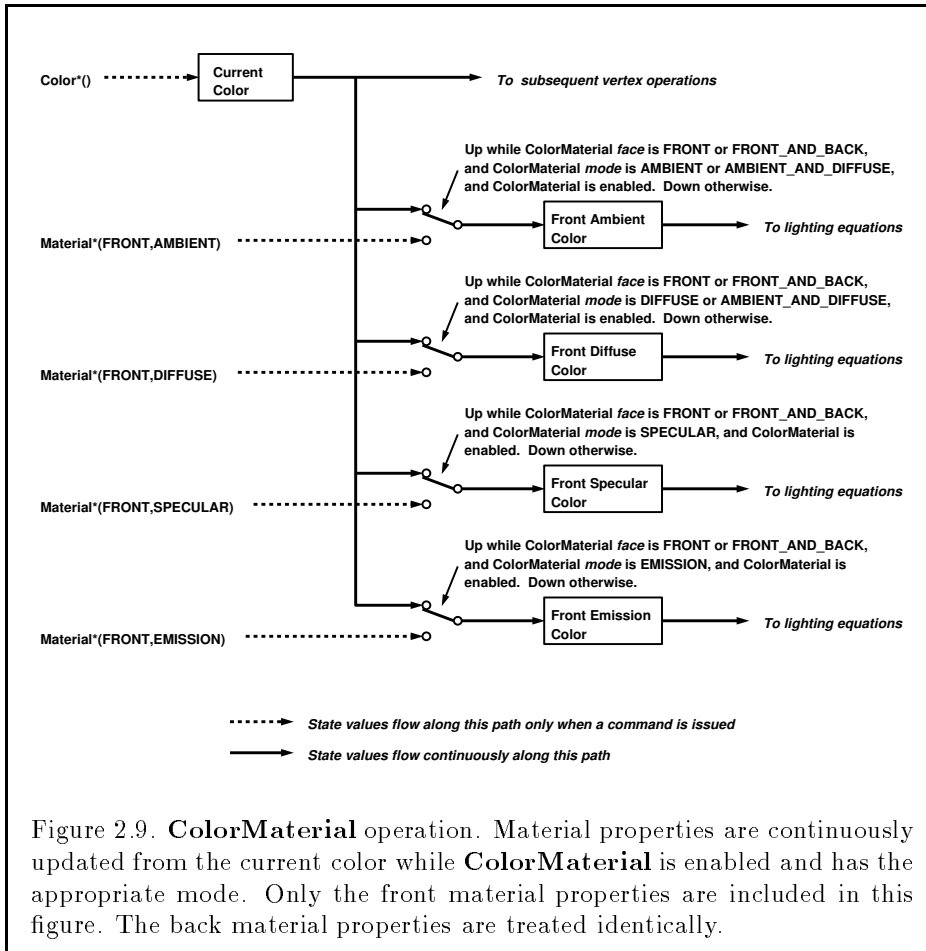 Color*()
Current
Color
To subsequent vertex operations
Up while ColorMaterial face is FRONT or FRONT_AND_BACK,
and ColorMaterial mode is AMBIENT or AMBIENT_AND_DIFFUSE,
and ColorMaterial is enabled. Down otherwise.
Material*(FRONT,AMBIENT)
Front Ambient
Color
To lighting equations
Up while ColorMaterial face is FRONT or FRONT_AND_BACK,
and ColorMaterial mode is DIFFUSE or AMBIENT_AND_DIFFUSE,
and ColorMaterial is enabled. Down otherwise.
Material*(FRONT,DIFFUSE)
Front Diffuse
Color
To lighting equations
Up while ColorMaterial face is FRONT or FRONT_AND_BACK,
and ColorMaterial mode is SPECULAR, and ColorMaterial is
enabled. Down otherwise.
Material*(FRONT,SPECULAR)
Front Specular
Color
To lighting equations
Up while ColorMaterial face is FRONT or FRONT_AND_BACK,
and ColorMaterial mode is EMISSION, and ColorMaterial is
enabled. Down otherwise.
Material*(FRONT,EMISSION)
Front Emission
Color
To lighting equations
State values flow along this path only when a command is issued
State values flow continuously along this path
Figure 2.9. ColorMaterial operation. Material properties are continuously
updated from the current color while ColorMaterial is enabled and has the
appropriate mode. Only the front material properties are included in this
figure. The back material properties are treated identically.